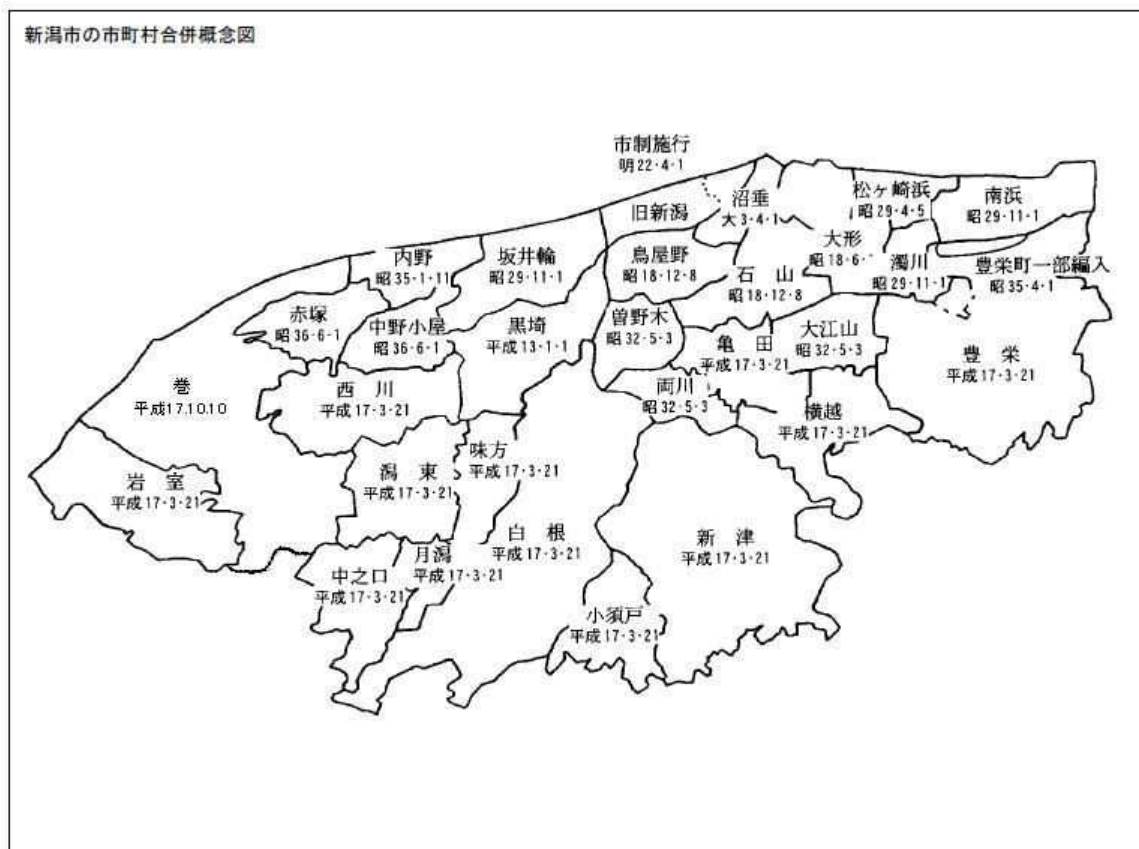 新潟市の市町村合併概念図
市制施行
明22・4・1
旧新潟
沼垂
大3・4・1
松ヶ崎浜
昭29・4・5
南浜
昭29・11・1
内野
昭35・1・11
坂井輪
昭29・11・1
鳥屋野
昭18・12・8
石山
昭18・12・8
大形
昭18・6・
濁川
昭29・11・1
豊栄町一部編入
昭35・4・1
赤塚
昭36・6・1
中野小屋
昭36・6・1
黒埼
平成13・1・1
曽野木
昭32・5・3
亀田
平成17・3・21
大江山
昭32・5・3
豊栄
平成17・3・21
巻
平成17.10.10
西川
平成17・3・21
両川
昭32・5・3
横越
平成17・3・21
岩室
平成17・3・21
潟東
平成17・3・21
味方
平成17・3・21
白根
平成17・3・21
新津
平成17・3・21
中之口
平成17・3・21
月潟
平成17・3・21
小須戸
平成17・3・21